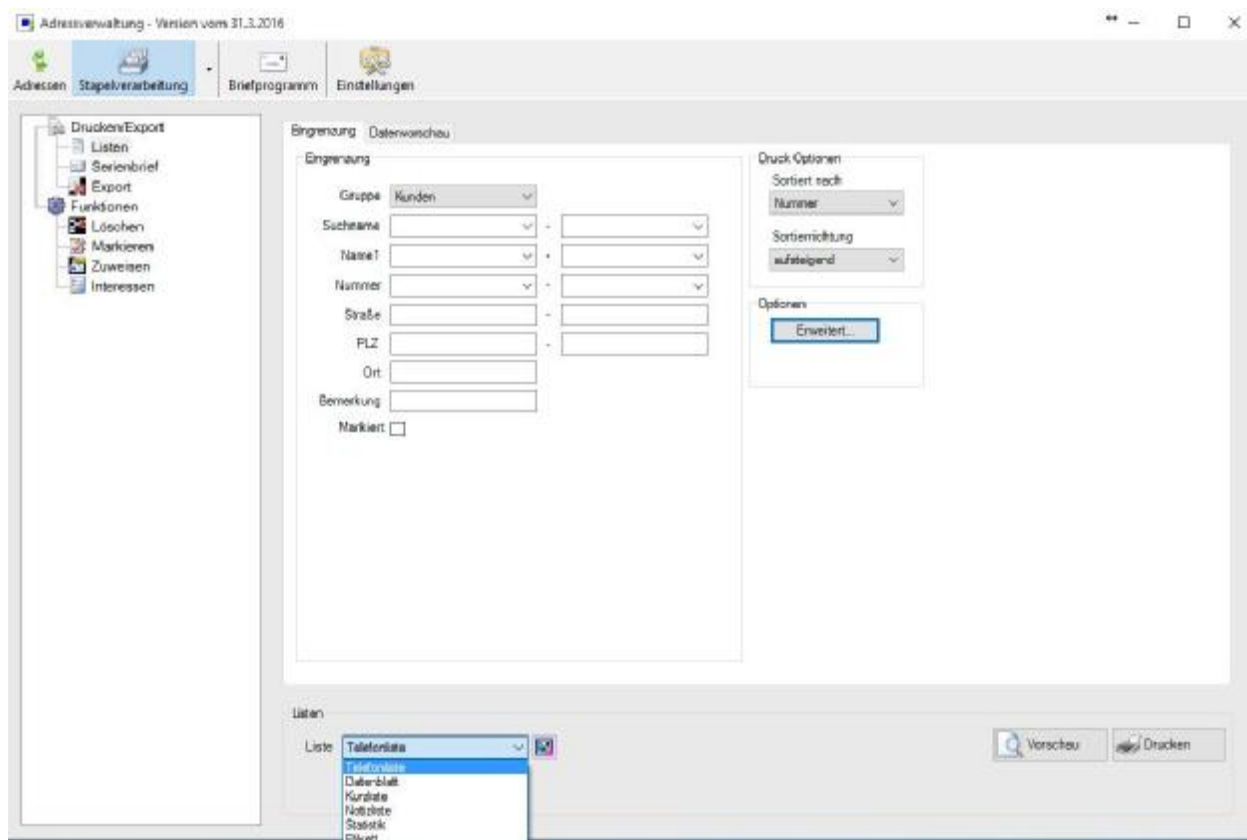 Adressverwaltung - Version vom 31.3.2016
Adressen Stapelverarbeitung Briefprogramm Einstellungen
Drucken/Export
Listen
Serienbrief
Export
Funktionen
Löschen
Markieren
Zuweisen
Interessen
Eingrenzung Datenvorschau
Eingrenzung
Gruppe Kunden
Suchname -
Name1 -
Nummer -
Straße -
PLZ -
Ort
Bemerkung
Markiert
Druck Optionen
Sortiert nach
Nummer
Sortierrichtung
aufsteigend
Optionen
Erweitert...
Listen
Liste Telefonliste
Telefonliste
Datenblatt
Kurzliste
Notizliste
Statistik
Etikett
Vorschau Drucken